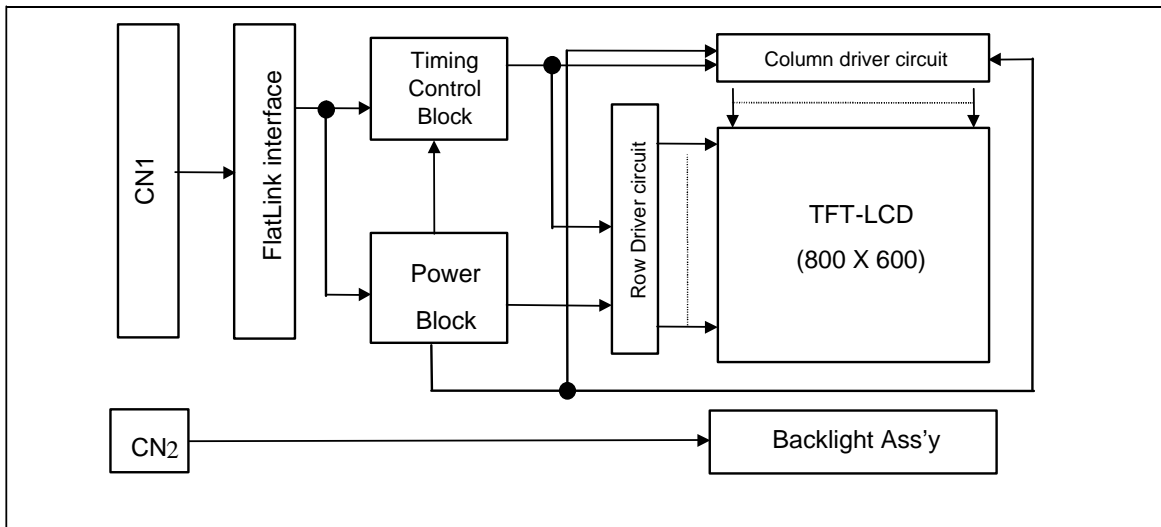 CN1
FlatLink interface
Timing
Control
Block
Power
Block
Row Driver circuit
Column driver circuit
TFT-LCD
(800 X 600)
CN2
Backlight Ass'y